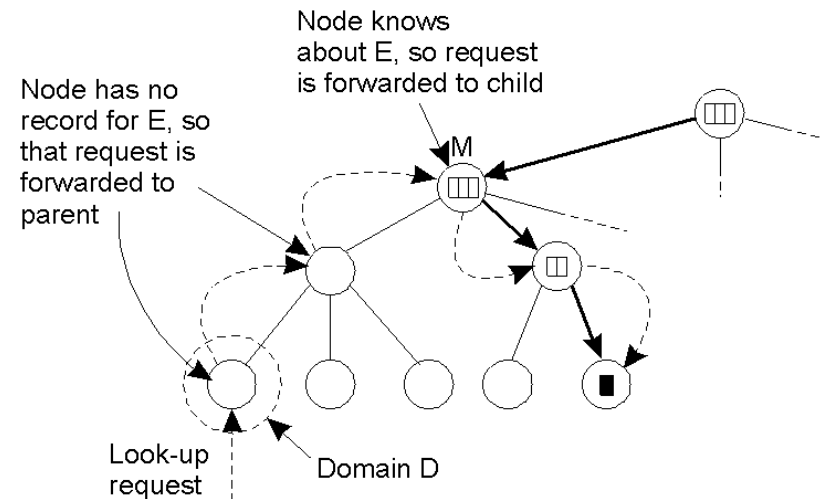 Node knows
about E, so request
is forwarded to child
Node has no
record for E, so
that request is
forwarded to
parent
M
Look-up
request
Domain D